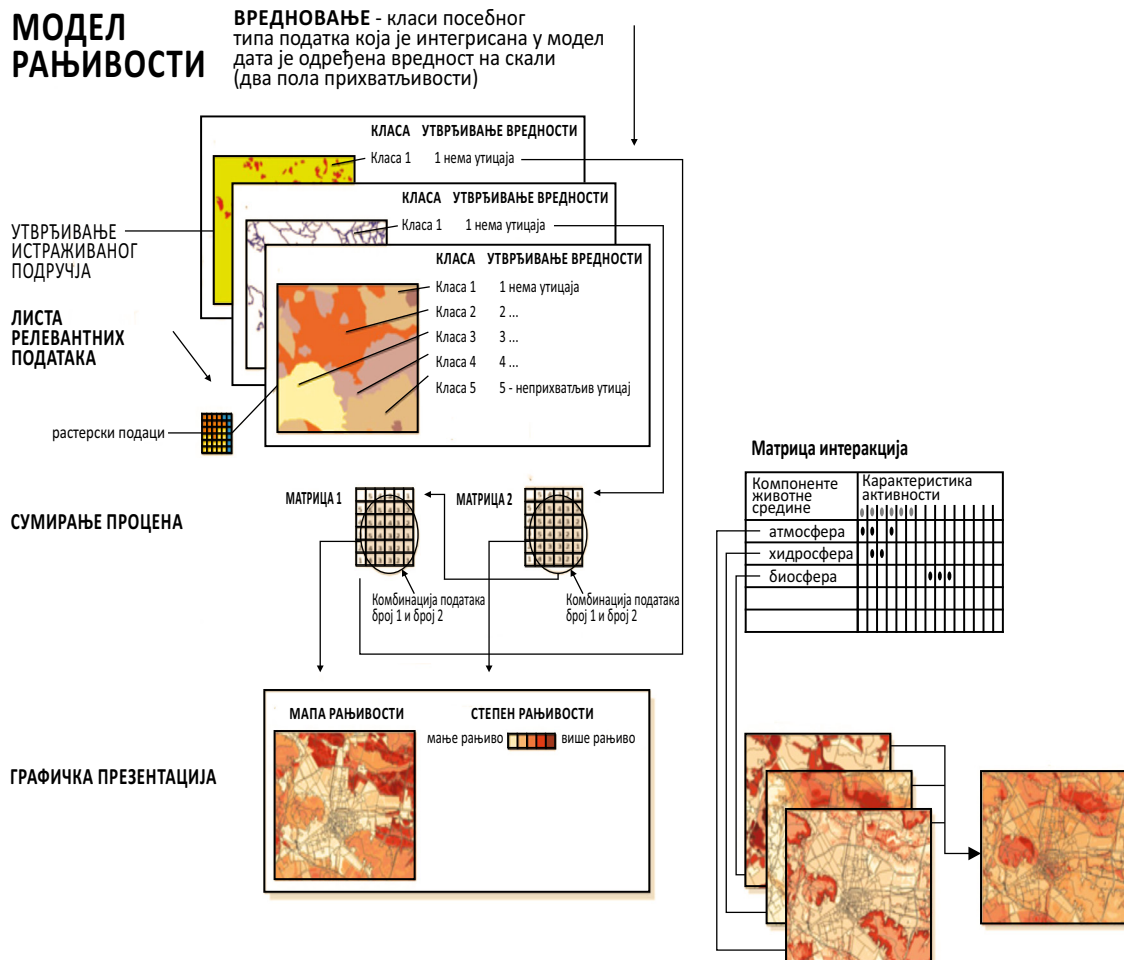 МОДЕЛ
РАЊИВОСТИ
ВРЕДНОВАЊЕ - класи посебног
типа податка која је интегрисана у модел
дата је одређена вредност на скали
(два пола прихватљивости)
КЛАСА УТВРЂИВАЊЕ ВРЕДНОСТИ
Класа 1 1 нема утицаја
КЛАСА УТВРЂИВАЊЕ ВРЕДНОСТИ
Класа 1 1 нема утицаја
КЛАСА УТВРЂИВАЊЕ ВРЕДНОСТИ
Класа 1 1 нема утицаја
Класа 2 2 ...
Класа 3 3 ...
Класа 4 4 ...
Класа 5 5 - неприхватљив утицај
УТВРЂИВАЊЕ
ИСТРАЖИВАНОГ
ПОДРУЧЈА
ЛИСТА
РЕЛЕВАНТНИХ
ПОДАТАКА
растерски подаци
СУМИРАЊЕ ПРОЦЕНА
МАТРИЦА 1
МАТРИЦА 2
Комбинација података
број 1 и број 2
Комбинација података
број 1 и број 2
Матрица интеракција
Компоненте
животне
средине
Карактеристика
активности
атмосфера
хидросфера
биосфера
ГРАФИЧКА ПРЕЗЕНТАЦИЈА
МАПА РАЊИВОСТИ
СТЕПЕН РАЊИВОСТИ
мање рањиво
више рањиво